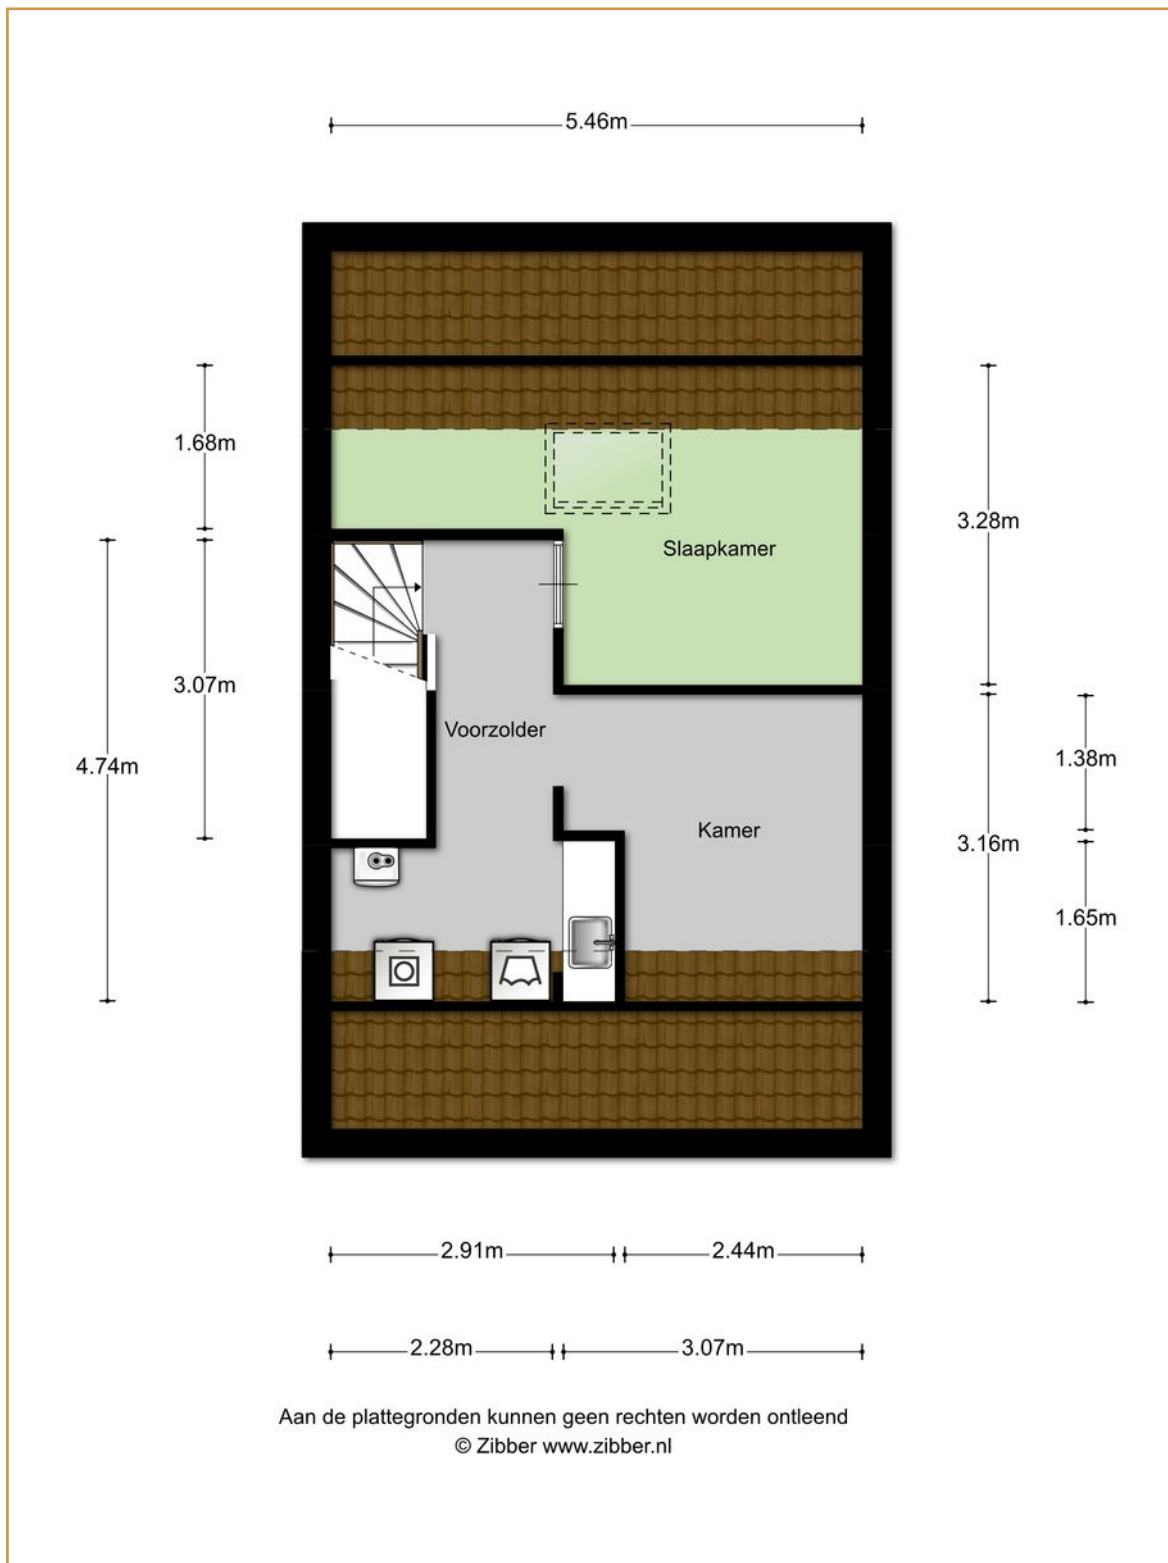 5.46m
1.68m
3.28m
Slaapkamer
3.07m
Voorzolder
4.74m
1.38m
Kamer
3.16m
1.65m
2.91m
2.44m
2.28m
3.07m
Aan de plattegronden kunnen geen rechten worden ontleend
© Zibber www.zibber.nl